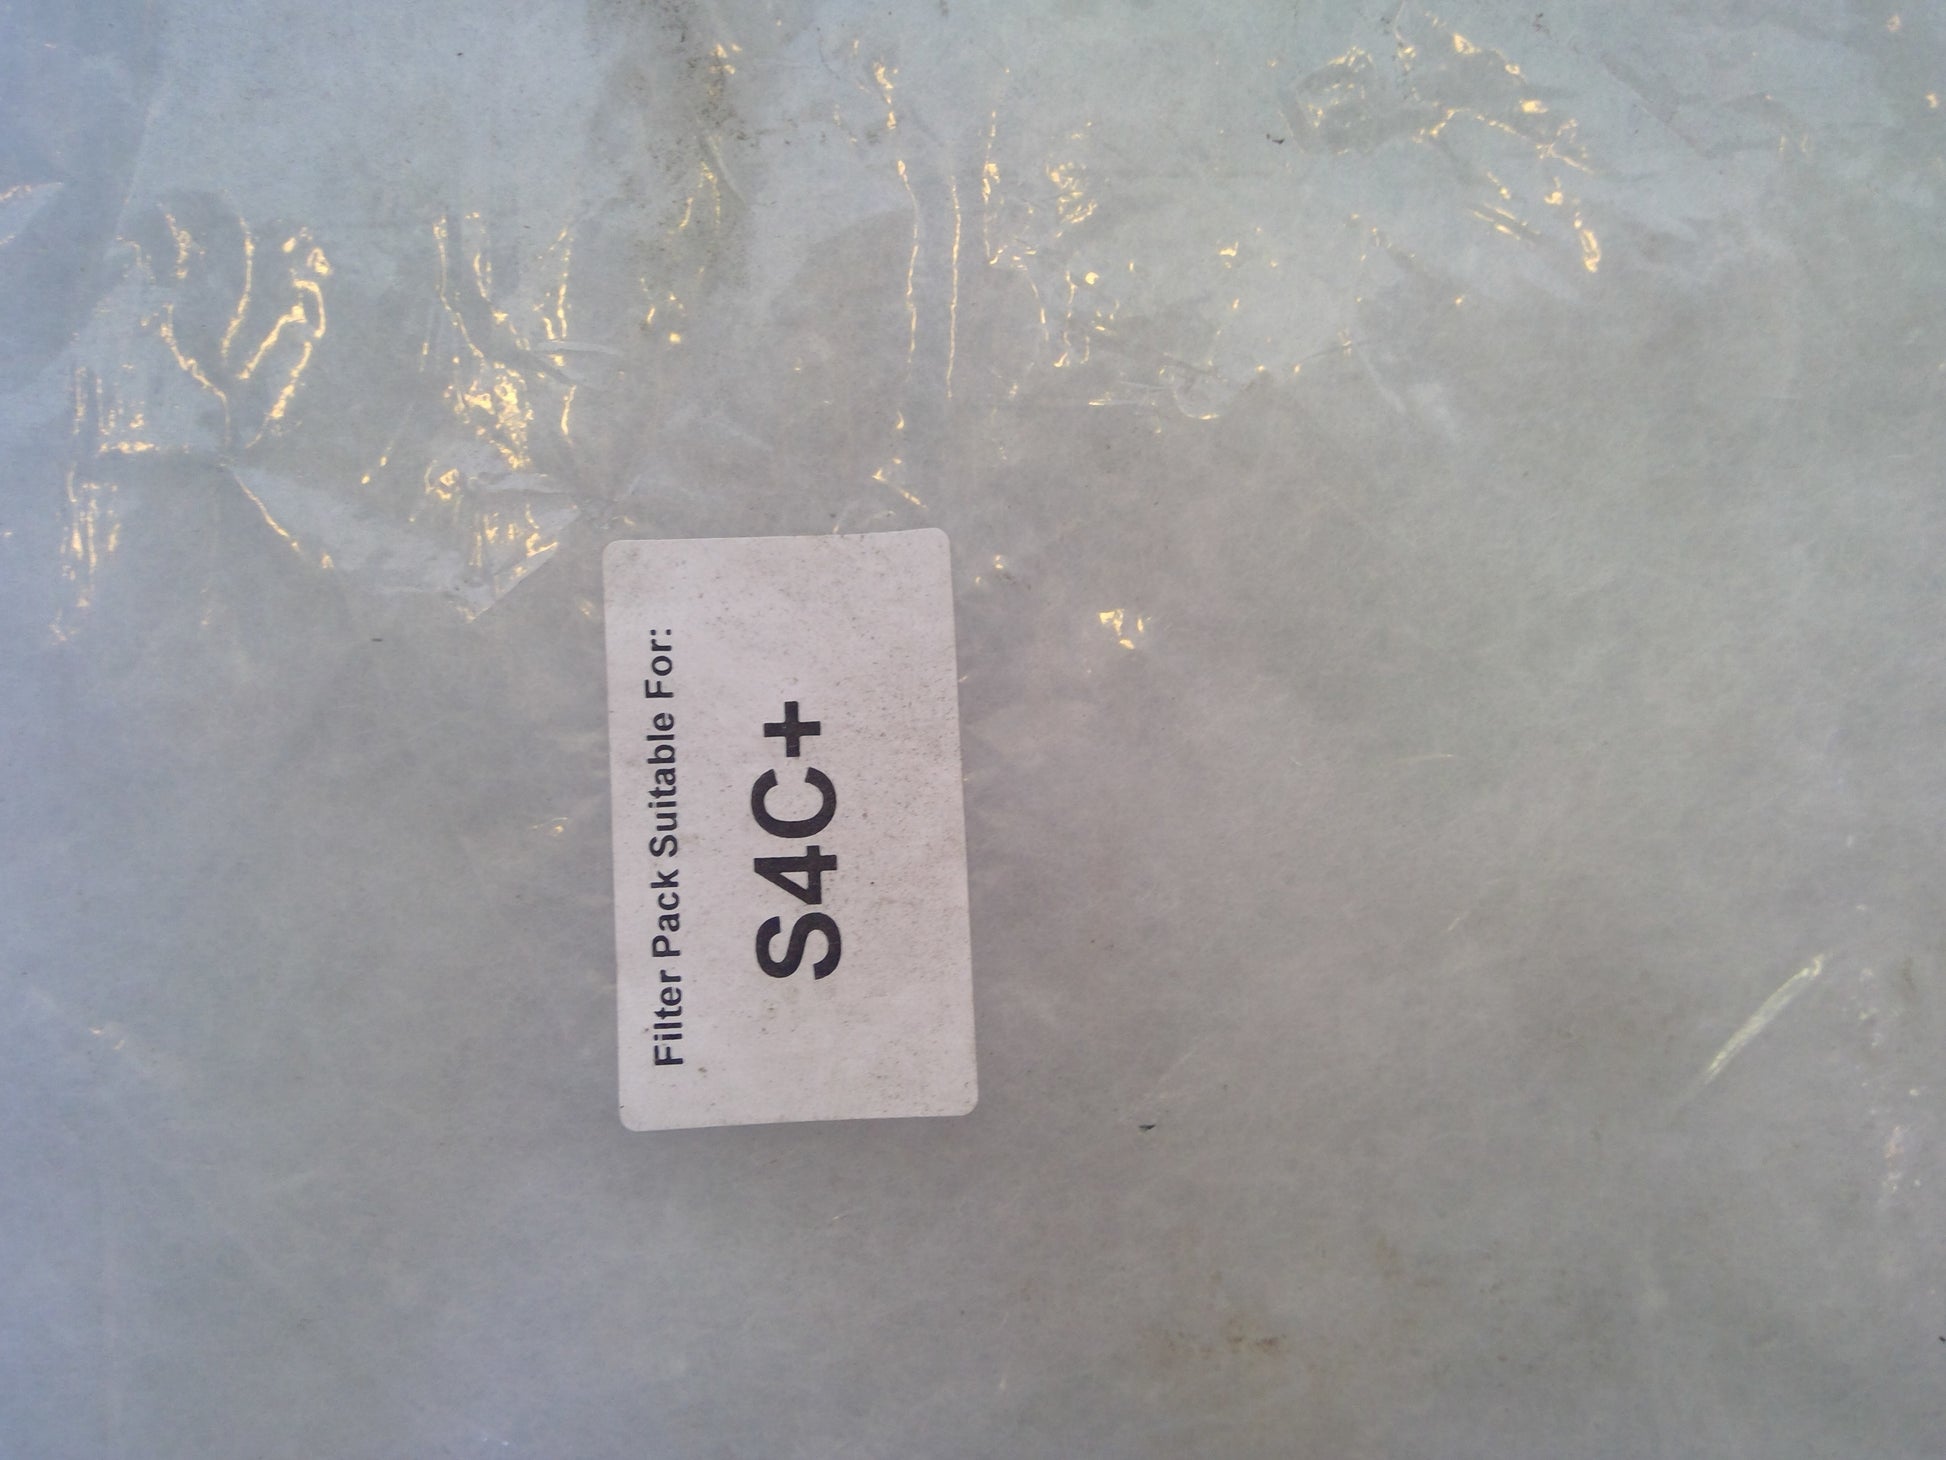 Filter Pack Suitable For:
S4C+